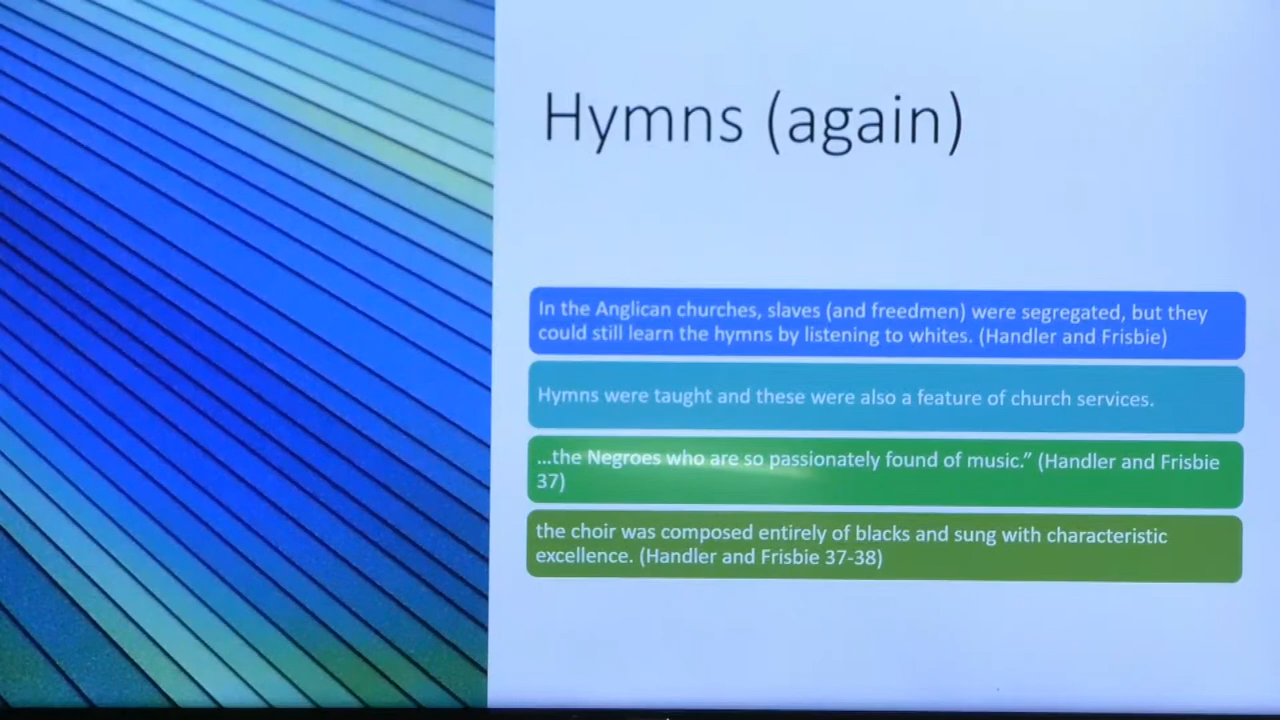 Hymns (again)
In the Anglican churches, slaves (and freedmen) were segregated, but they
could still learn the hymns by listening to whites. (Handler and Frisbie)
Hymns were taught and these were also a feature of church services.
...the Negroes who are so passionately found of music.” (Handler and Frisbie
37)
the choir was composed entirely of blacks and sung with characteristic
excellence. (Handler and Frisbie 37-38)